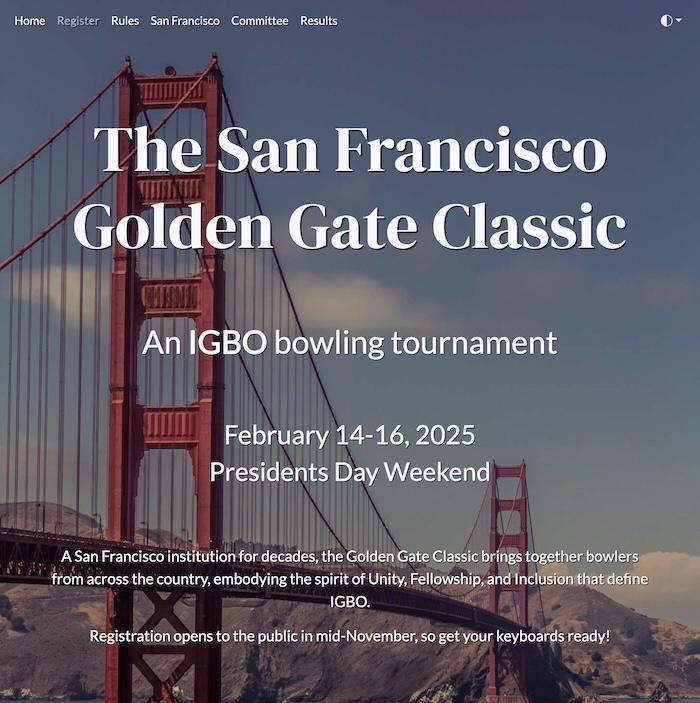 Home Register Rules San Francisco Committee Results
The San Francisco
Golden Gate Classic
An IGBO bowling tournament
February 14-16, 2025
Presidents Day Weekend
A San Francisco institution for decades, the Golden Gate Classic brings together bowlers
from across the country, embodying the spirit of Unity, Fellowship, and Inclusion that define
IGBO.
Registration opens to the public in mid-November, so get your keyboards ready!